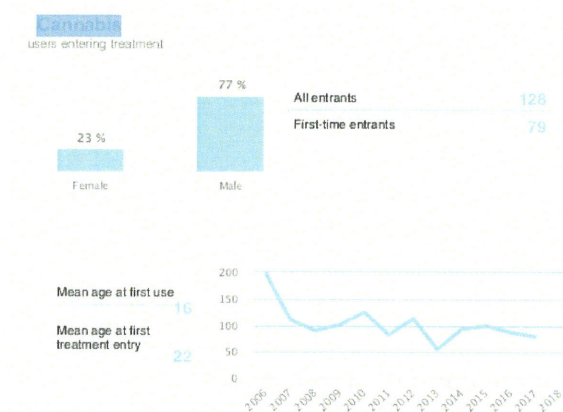 Cannabis
users entering treatment
77 %
23 %
Female
Male
All entrants 128
First-time entrants 79
Mean age at first use
16
Mean age at first
treatment entry
22
200
150
100
50
0
2006 2007 2008 2009 2010 2011 2012 2013 2014 2015 2016 2017 2018